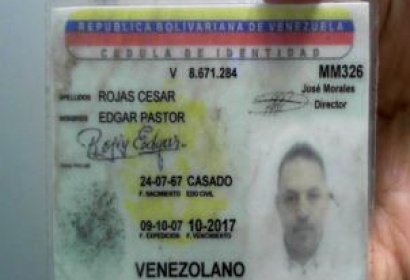 REPUBLICA BOLIVARIANA DE VENEZUELA
CEDULA DE IDENTIDAD
V 8.671.284 MM326
APELLIDOS ROJAS CESAR José Morales
Director
NOMBRES EDGAR PASTOR
Rojas Edgar
24-07-67 CASADO
F. NACIMIENTO EDO CIVIL
09-10-07 10-2017
F. EXPEDICION F. VENCIMIENTO
VENEZOLANO